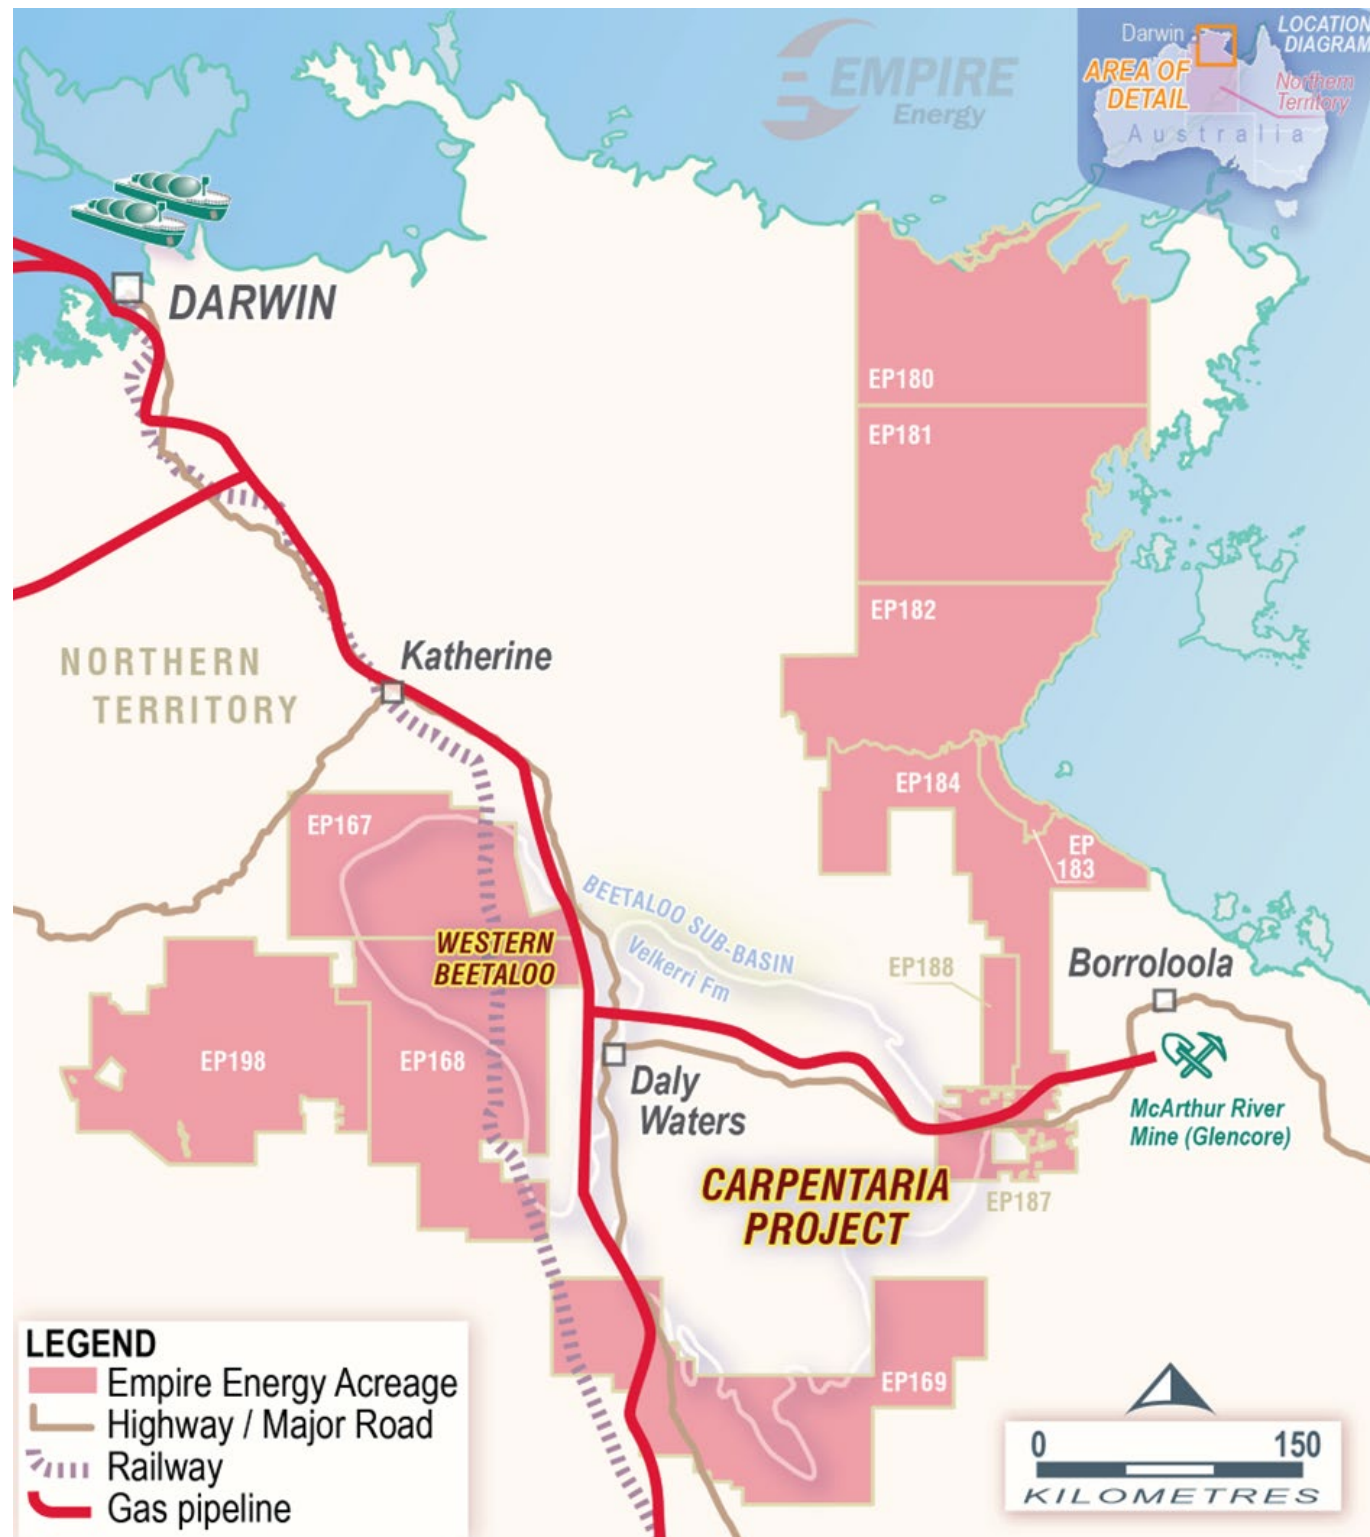 EMPIRE
Energy
LOCATION
DIAGRAM
Darwin
AREA OF
DETAIL
Northern
Territory
Australia
DARWIN
EP180
EP181
EP182
NORTHERN
TERRITORY
Katherine
EP184
EP
183
EP167
BEETALOO SUB-BASIN
Velkerri Fm
WESTERN
BEETALOO
EP188
Borroloola
EP198
EP168
Daly
Waters
McArthur River
Mine (Glencore)
CARPENTARIA
PROJECT
EP187
EP169
LEGEND
Empire Energy Acreage
Highway / Major Road
Railway
Gas pipeline
0 150
KILOMETRES